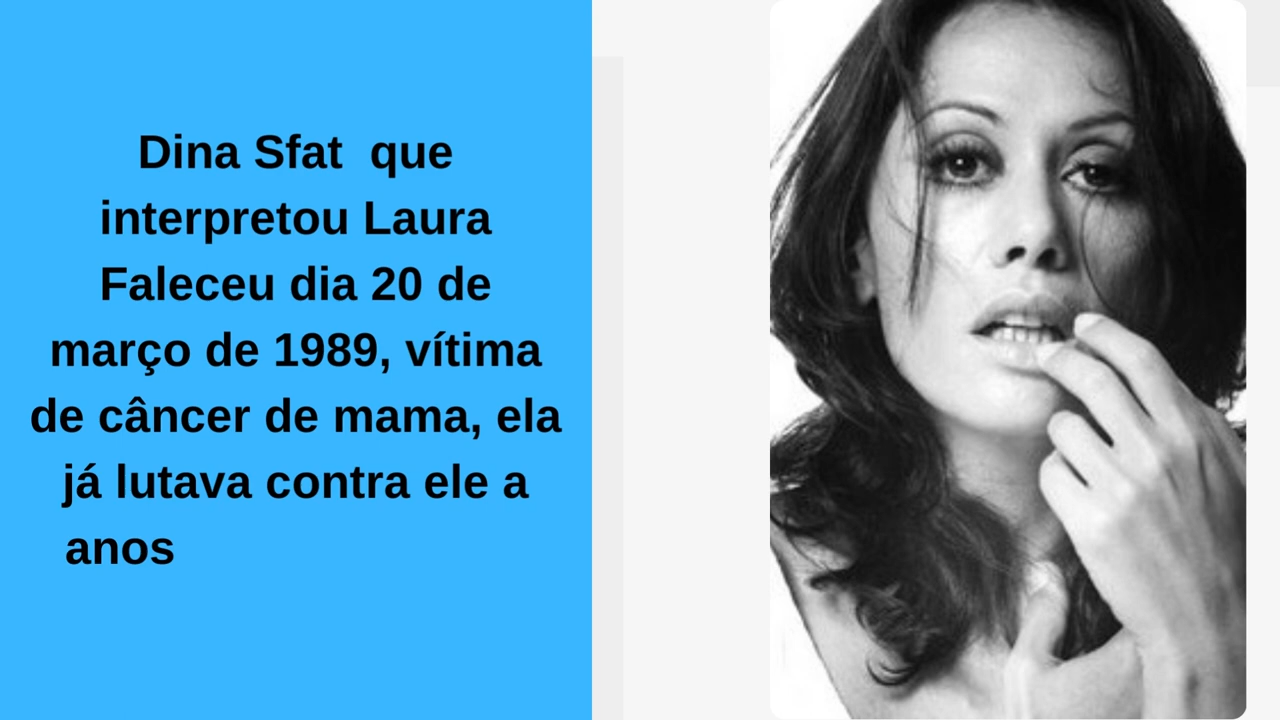 Dina Sfat  que
interpretou Laura
Faleceu dia 20 de
março de 1989, vítima
de câncer de mama, ela
já lutava contra ele a
anos